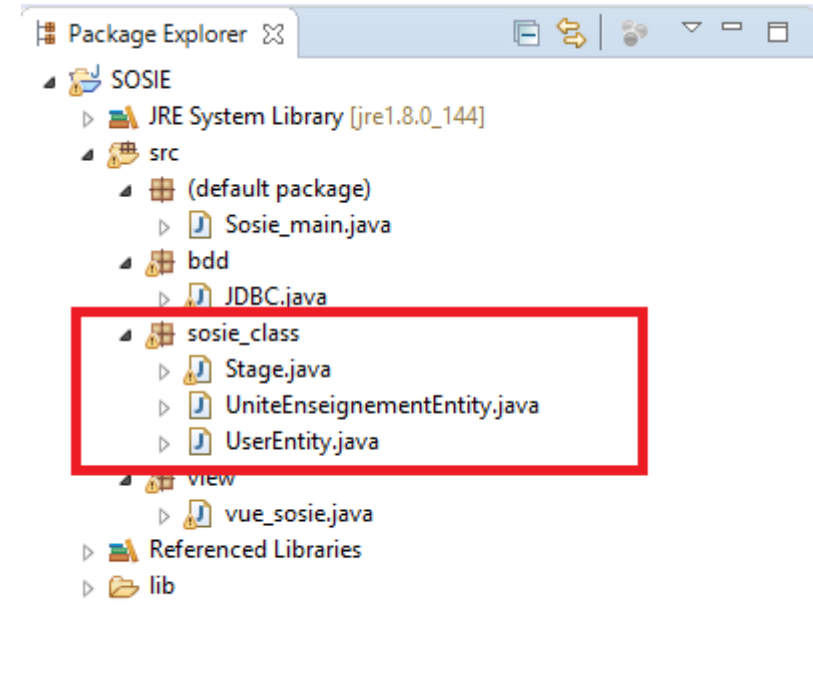 Package Explorer
SOSIE
JRE System Library [jre1.8.0_144]
src
(default package)
Sosie_main.java
bdd
JDBC.java
sosie_class
Stage.java
UniteEnseignementEntity.java
UserEntity.java
view
vue_sosie.java
Referenced Libraries
lib